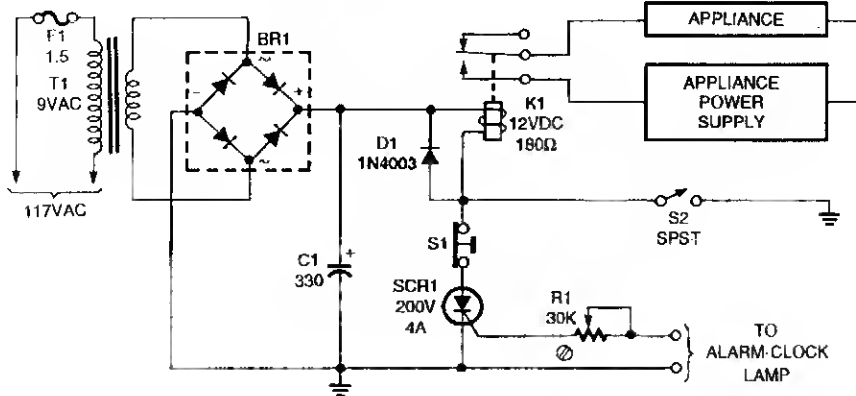 F1
1.5
T1
9VAC
117VAC
BR1
~
-
+
~
C1
330
+
D1
1N4003
K1
12VDC
180Ω
APPLIANCE
APPLIANCE
POWER
SUPPLY
S2
SPST
S1
SCR1
200V
4A
R1
30K
TO
ALARM-CLOCK
LAMP